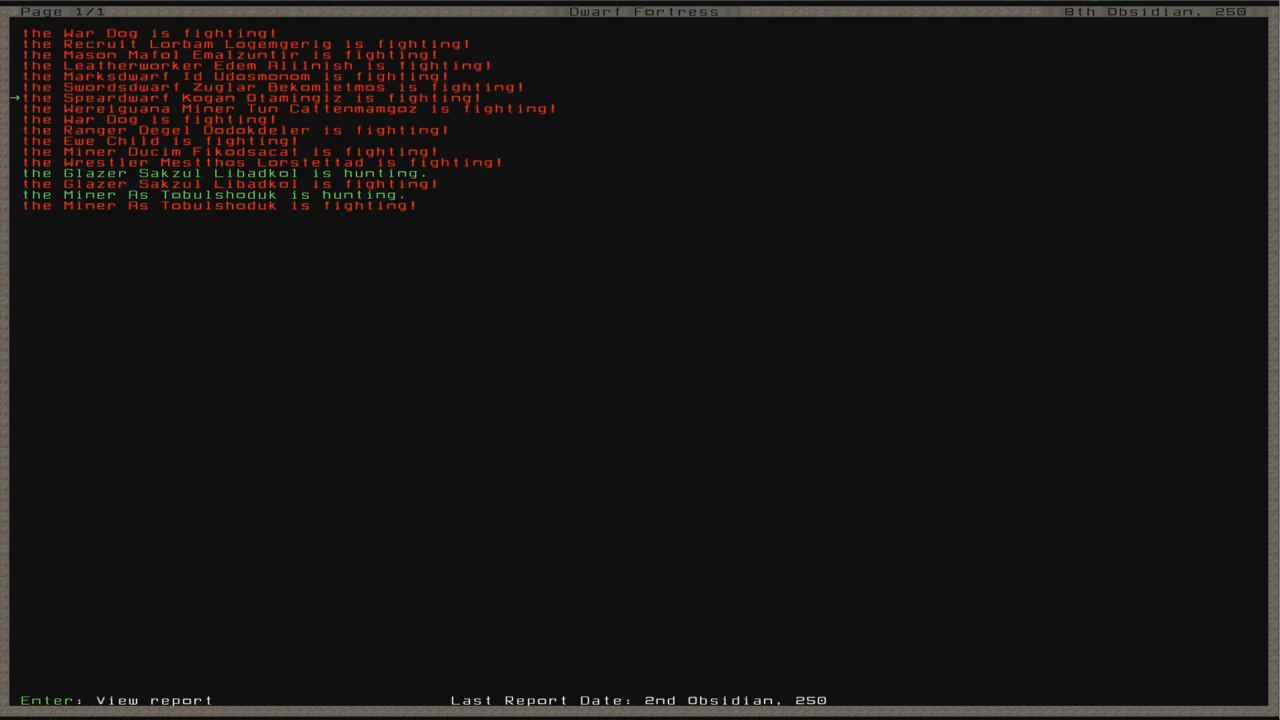 Page 1/1 Dwarf Fortress 8th Obsidian, 250
the War Dog is fighting!
the Recruit Lorbam Logemgerig is fighting!
the Mason Mafol Emalzuntir is fighting!
the Leatherworker Edem Alilnish is fighting!
the Marksdwarf Id Udosmonom is fighting!
the Swordsdwarf Zuglar Bekomletmos is fighting!
→the Speardwarf Kogan Otamingiz is fighting!
the Wereiguana Miner Tun Cattenmamgoz is fighting!
the War Dog is fighting!
the Ranger Degel Oodokdeler is fighting!
the Ewe Child is fighting!
the Miner Ducim Fikodsacat is fighting!
the Wrestler Mestthos Lorstettad is fighting!
the Glazer Sakzul Libadkol is hunting.
the Glazer Sakzul Libadkol is fighting!
the Miner As Tobulshoduk is hunting.
the Miner As Tobulshoduk is fighting!
Enter: View report Last Report Date: 2nd Obsidian, 250